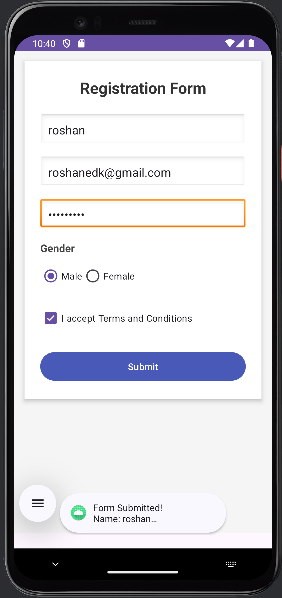 10:40
Registration Form
roshan
roshanedk@gmail.com
•••••••••
Gender
Male Female
I accept Terms and Conditions
Submit
Form Submitted!
Name: roshan...